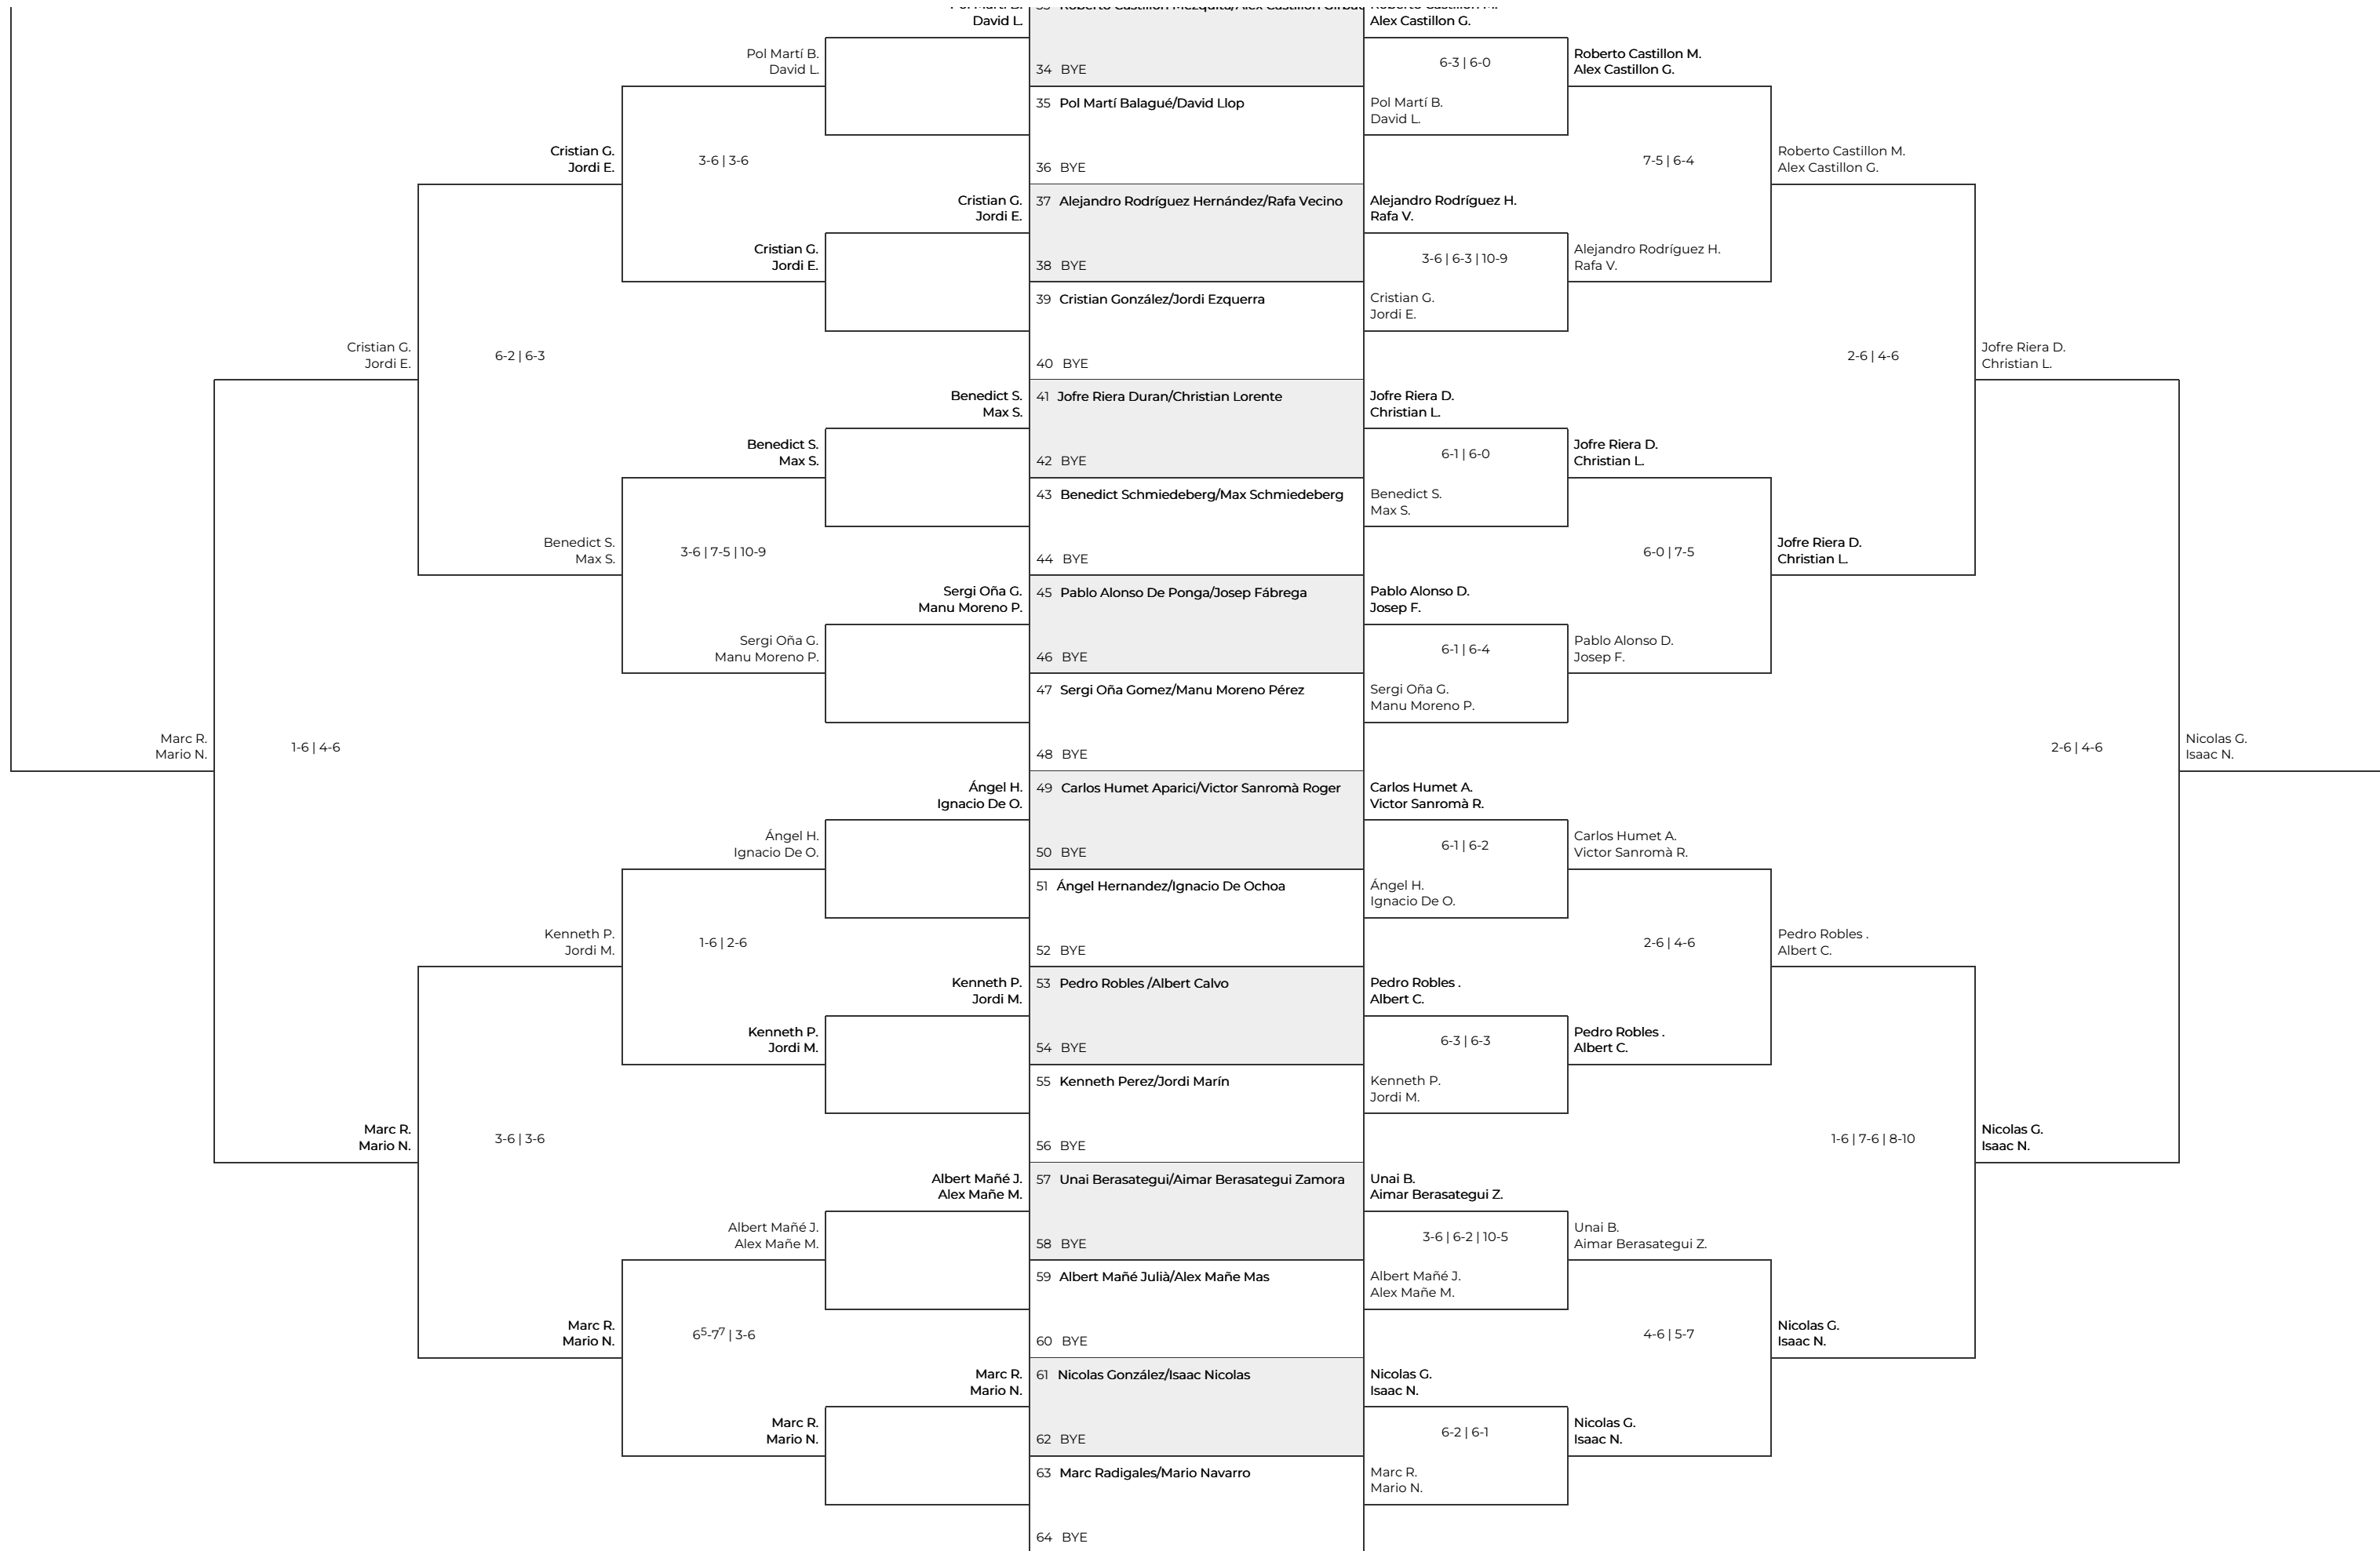 Marc R.
Mario N.
1-6 | 4-6
Cristian G.
Jordi E.
Marc R.
Mario N.
6-2 | 6-3
3-6 | 3-6
Cristian G.
Jordi E.
Benedict S.
Max S.
Kenneth P.
Jordi M.
Marc R.
Mario N.
3-6 | 3-6
3-6 | 7-5 | 10-9
1-6 | 2-6
6⁵-7⁷ | 3-6
Pol Martí B.
David L.
Cristian G.
Jordi E.
Benedict S.
Max S.
Sergi Oña G.
Manu Moreno P.
Ángel H.
Ignacio De O.
Kenneth P.
Jordi M.
Albert Mañé J.
Alex Mañe M.
Marc R.
Mario N.
David L.
Cristian G.
Jordi E.
Benedict S.
Max S.
Sergi Oña G.
Manu Moreno P.
Ángel H.
Ignacio De O.
Kenneth P.
Jordi M.
Albert Mañé J.
Alex Mañe M.
Marc R.
Mario N.
34 BYE
35 Pol Martí Balagué/David Llop
36 BYE
37 Alejandro Rodríguez Hernández/Rafa Vecino
38 BYE
39 Cristian González/Jordi Ezquerra
40 BYE
41 Jofre Riera Duran/Christian Lorente
42 BYE
43 Benedict Schmiedeberg/Max Schmiedeberg
44 BYE
45 Pablo Alonso De Ponga/Josep Fábrega
46 BYE
47 Sergi Oña Gomez/Manu Moreno Pérez
48 BYE
49 Carlos Humet Aparici/Victor Sanromà Roger
50 BYE
51 Ángel Hernandez/Ignacio De Ochoa
52 BYE
53 Pedro Robles /Albert Calvo
54 BYE
55 Kenneth Perez/Jordi Marín
56 BYE
57 Unai Berasategui/Aimar Berasategui Zamora
58 BYE
59 Albert Mañé Julià/Alex Mañe Mas
60 BYE
61 Nicolas González/Isaac Nicolas
62 BYE
63 Marc Radigales/Mario Navarro
64 BYE
Alex Castillon G.
6-3 | 6-0
Pol Martí B.
David L.
Alejandro Rodríguez H.
Rafa V.
3-6 | 6-3 | 10-9
Cristian G.
Jordi E.
Jofre Riera D.
Christian L.
6-1 | 6-0
Benedict S.
Max S.
Pablo Alonso D.
Josep F.
6-1 | 6-4
Sergi Oña G.
Manu Moreno P.
Carlos Humet A.
Victor Sanromà R.
6-1 | 6-2
Ángel H.
Ignacio De O.
Pedro Robles .
Albert C.
6-3 | 6-3
Kenneth P.
Jordi M.
Unai B.
Aimar Berasategui Z.
3-6 | 6-2 | 10-5
Albert Mañé J.
Alex Mañe M.
Nicolas G.
Isaac N.
6-2 | 6-1
Marc R.
Mario N.
Roberto Castillon M.
Alex Castillon G.
7-5 | 6-4
Alejandro Rodríguez H.
Rafa V.
Jofre Riera D.
Christian L.
6-0 | 7-5
Pablo Alonso D.
Josep F.
Carlos Humet A.
Victor Sanromà R.
2-6 | 4-6
Pedro Robles .
Albert C.
Unai B.
Aimar Berasategui Z.
4-6 | 5-7
Nicolas G.
Isaac N.
Roberto Castillon M.
Alex Castillon G.
2-6 | 4-6
Jofre Riera D.
Christian L.
Pedro Robles .
Albert C.
1-6 | 7-6 | 8-10
Nicolas G.
Isaac N.
Jofre Riera D.
Christian L.
2-6 | 4-6
Nicolas G.
Isaac N.
Nicolas G.
Isaac N.